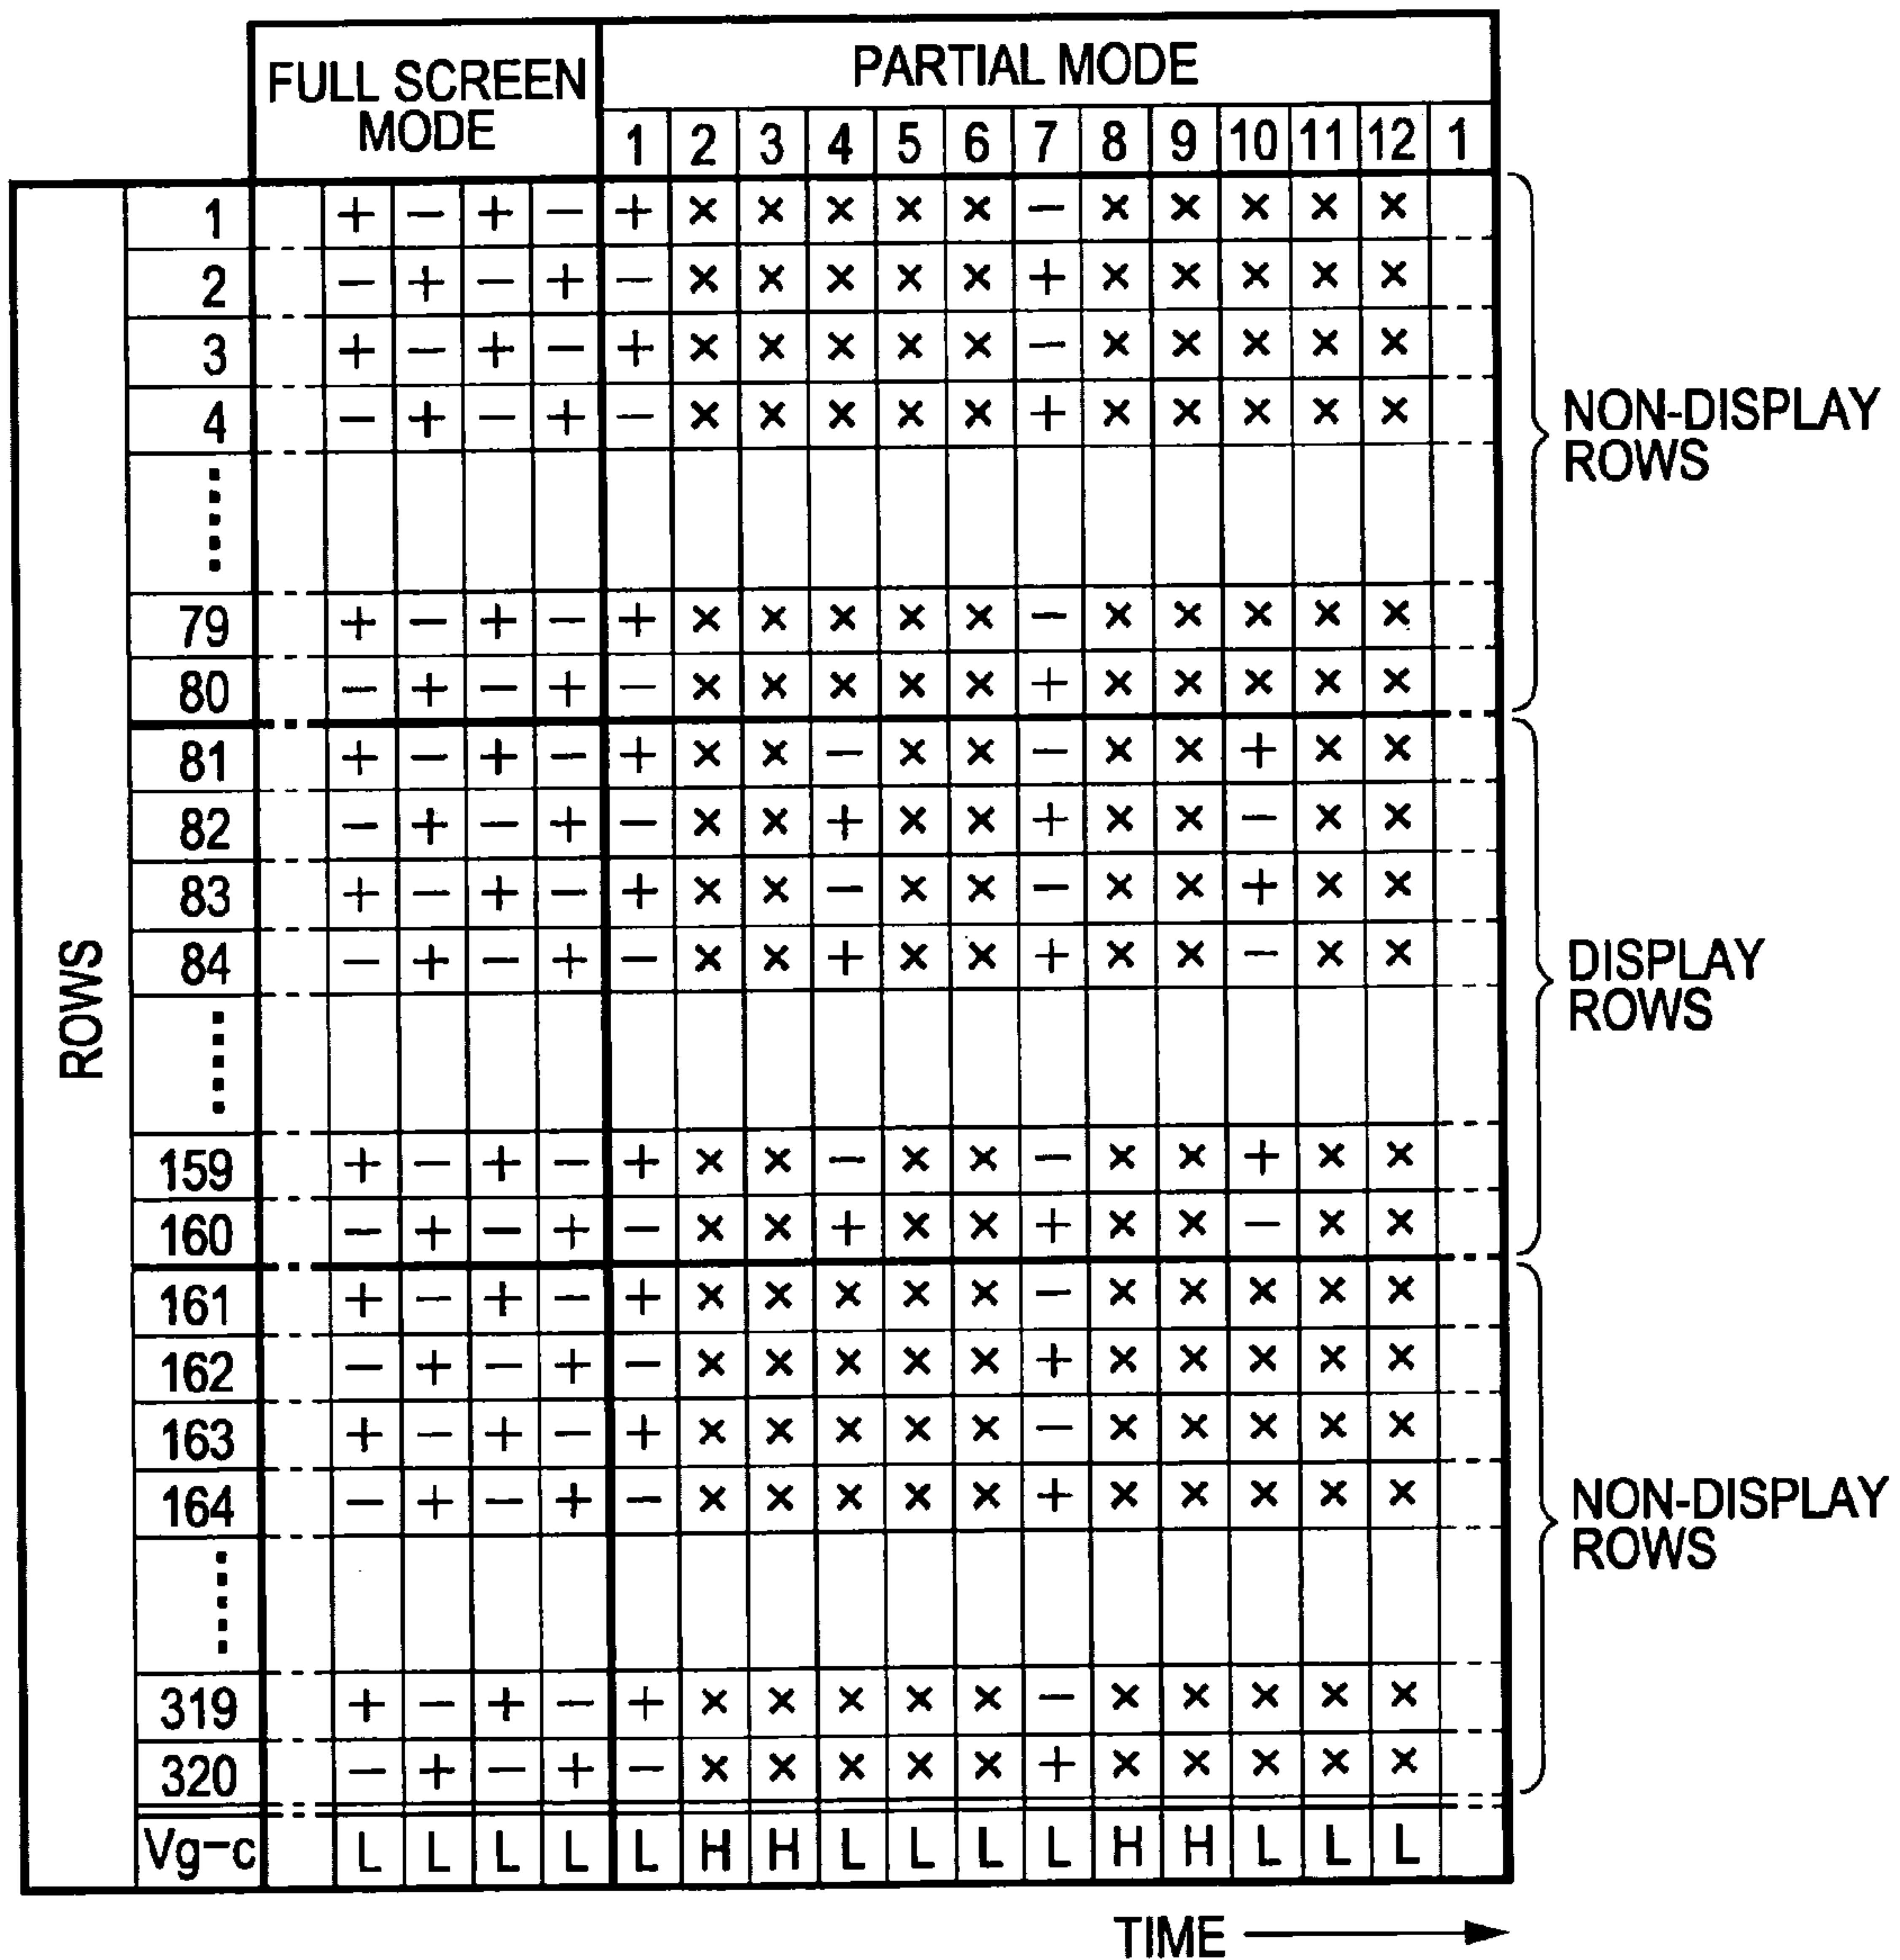 FULL SCREEN MODE PARTIAL MODE
1 2 3 4 5 6 7 8 9 10 11 12 1
ROWS
1 + − + − + × × × × × − × × × × ×
2 − + − + − × × × × × + × × × × ×
3 + − + − + × × × × × − × × × × ×
4 − + − + − × × × × × + × × × × ×
79 + − + − + × × × × × − × × × × ×
80 − + − + − × × × × × + × × × × ×
NON-DISPLAY ROWS
81 + − + − + × × − × × − × × + × ×
82 − + − + − × × + × × + × × − × ×
83 + − + − + × × − × × − × × + × ×
84 − + − + − × × + × × + × × − × ×
159 + − + − + × × − × × − × × + × ×
160 − + − + − × × + × × + × × − × ×
DISPLAY ROWS
161 + − + − + × × × × × − × × × × ×
162 − + − + − × × × × × + × × × × ×
163 + − + − + × × × × × − × × × × ×
164 − + − + − × × × × × + × × × × ×
319 + − + − + × × × × × − × × × × ×
320 − + − + − × × × × × + × × × × ×
NON-DISPLAY ROWS
Vg-c L L L L L H H L L L L H H L L L
TIME